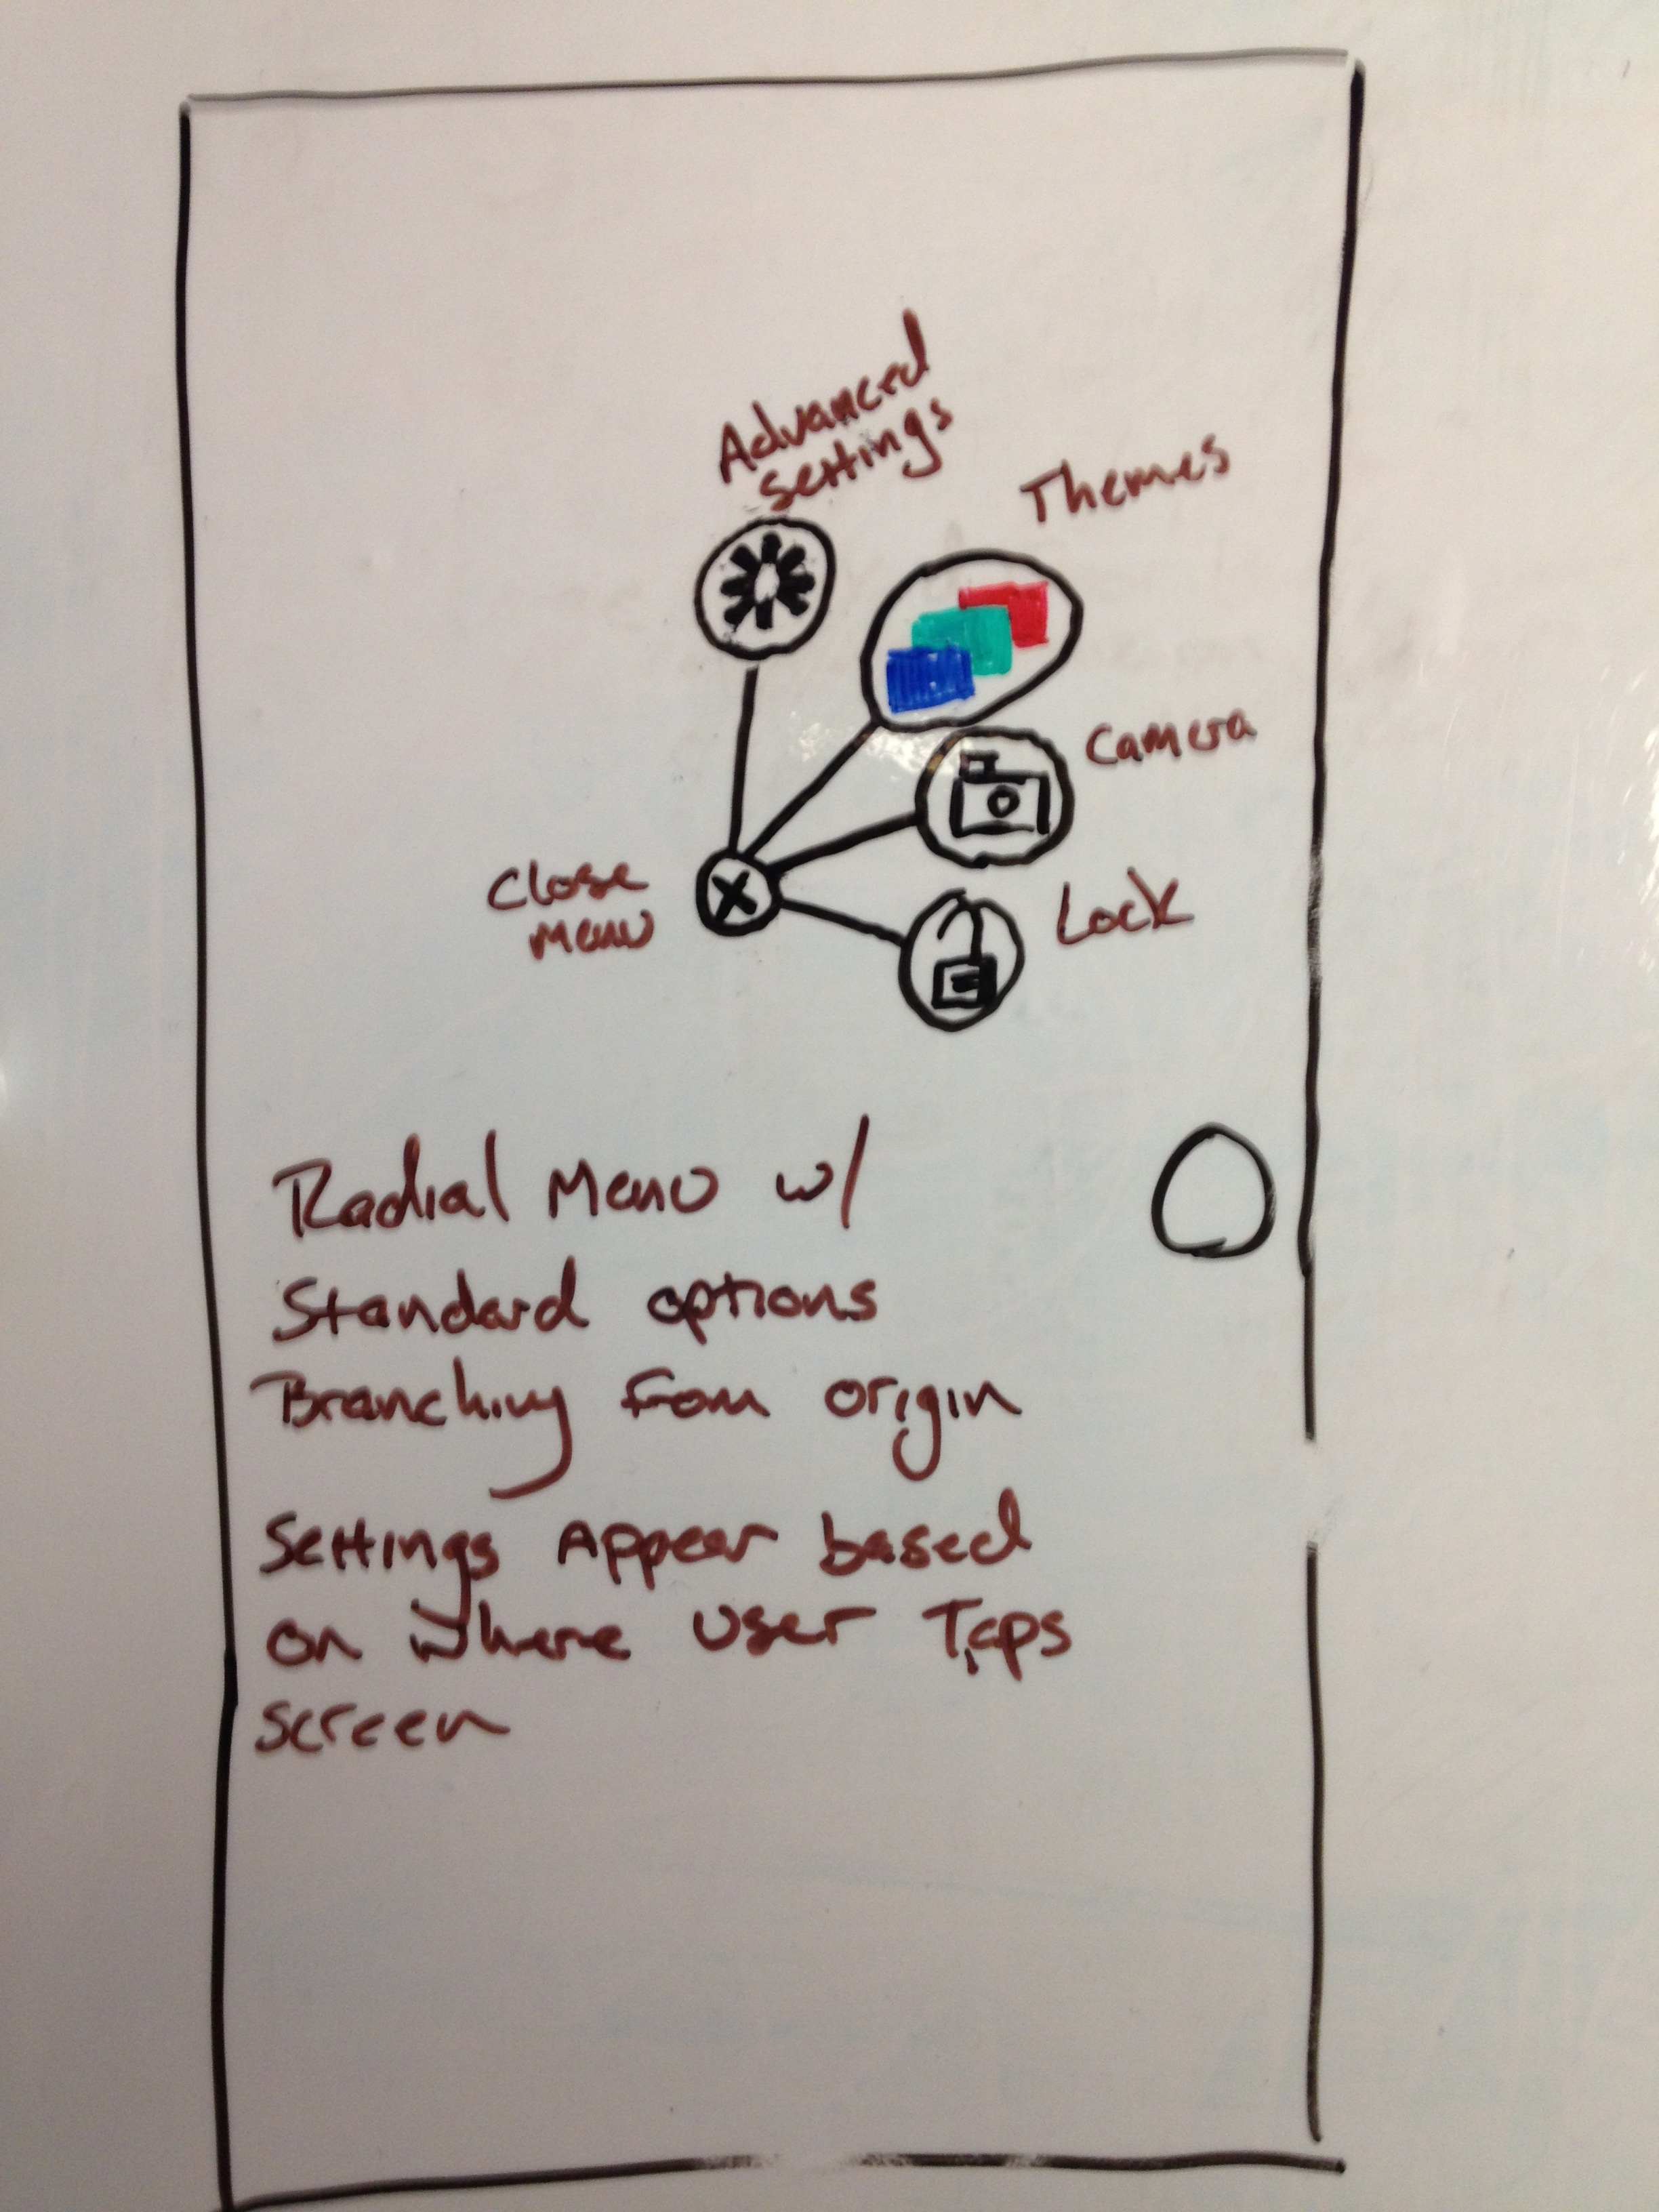 Advanced
settings
Themes
Camera
Close
Menu
Lock
Radial Menu w/
Standard options
Branching From origin
Settings Appear based
on where user Taps
screen